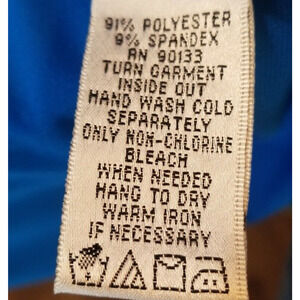 91% POLYESTER
9% SPANDEX
RN 90133
TURN GARMENT
INSIDE OUT
HAND WASH COLD
SEPARATELY
ONLY NON-CHLORINE
BLEACH
WHEN NEEDED
HANG TO DRY
WARM IRON
IF NECESSARY